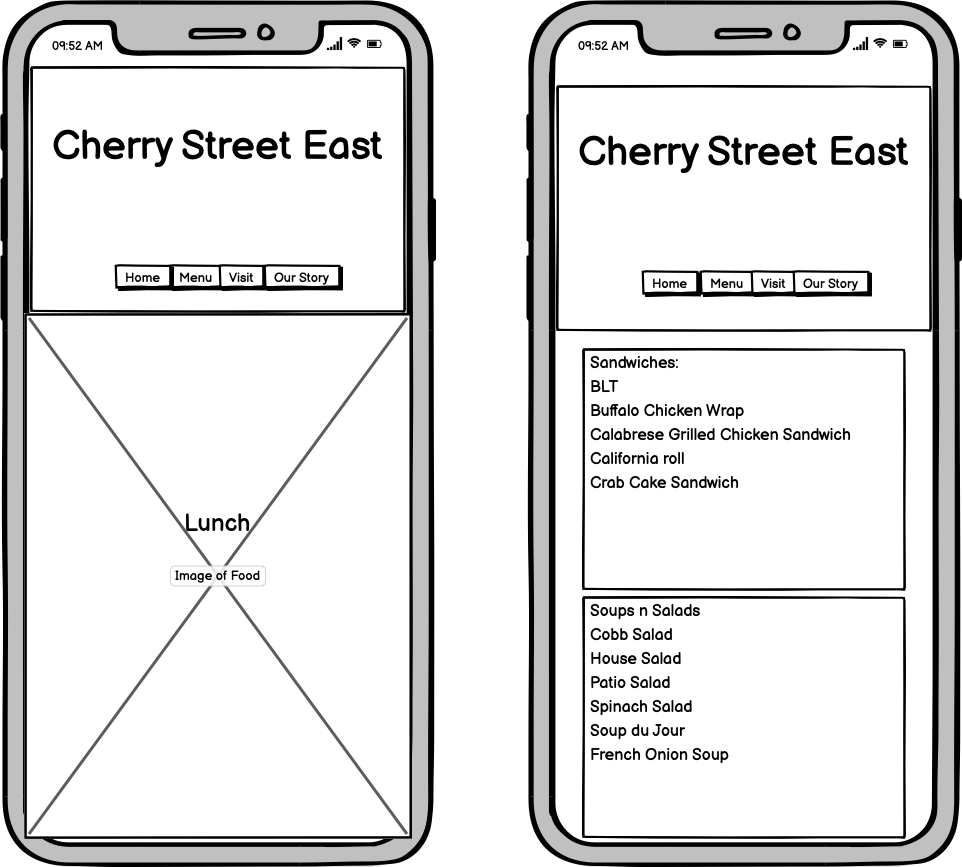 09:52 AM
Cherry Street East
Home Menu Visit Our Story
Lunch
Image of Food
09:52 AM
Cherry Street East
Home Menu Visit Our Story
Sandwiches:
BLT
Buffalo Chicken Wrap
Calabrese Grilled Chicken Sandwich
California roll
Crab Cake Sandwich
Soups n Salads
Cobb Salad
House Salad
Patio Salad
Spinach Salad
Soup du Jour
French Onion Soup